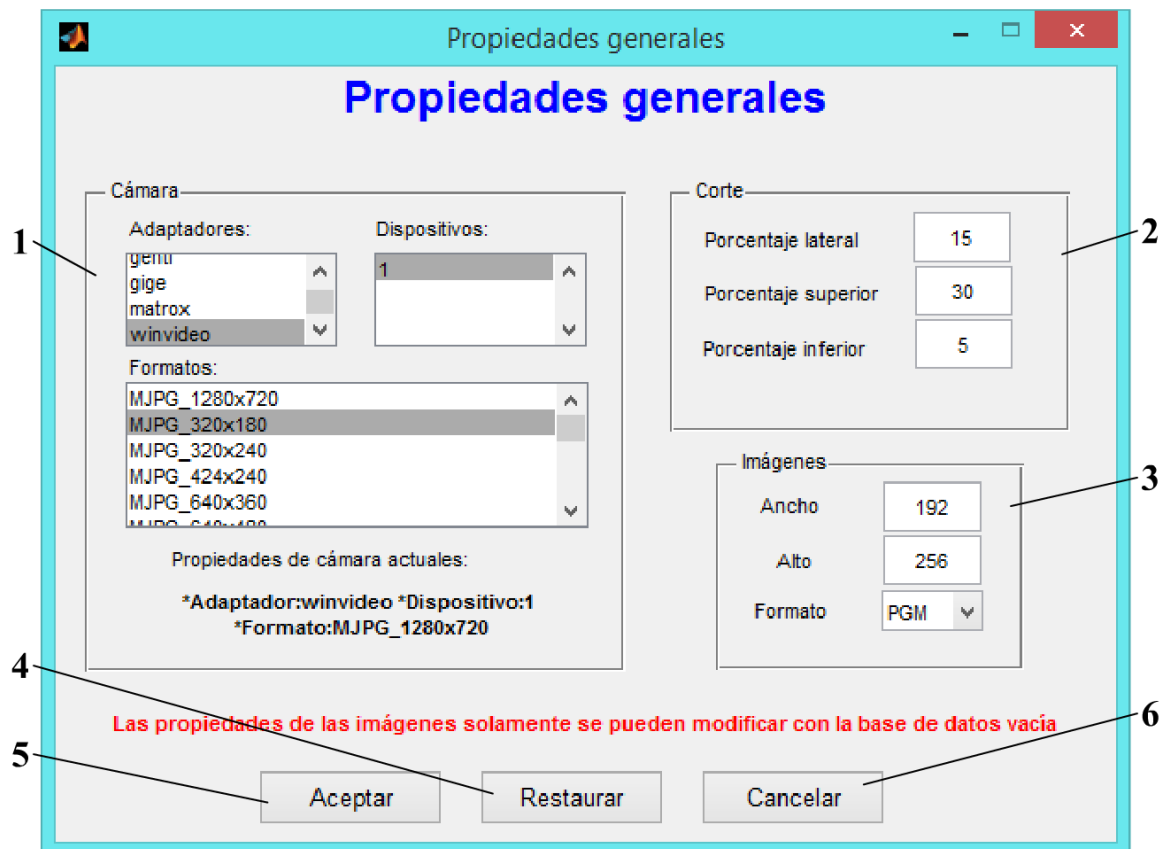 Propiedades generales
Propiedades generales
Cámara
1
Adaptadores:
Dispositivos:
gentl
gige
matrox
winvideo
1
Formatos:
MJPG_1280x720
MJPG_320x180
MJPG_320x240
MJPG_424x240
MJPG_640x360
Propiedades de cámara actuales:
*Adaptador:winvideo *Dispositivo:1
*Formato:MJPG_1280x720
Corte
2
Porcentaje lateral 15
Porcentaje superior 30
Porcentaje inferior 5
Imágenes
3
Ancho 192
Alto 256
Formato PGM
4
Las propiedades de las imágenes solamente se pueden modificar con la base de datos vacía
6
5
Aceptar Restaurar Cancelar